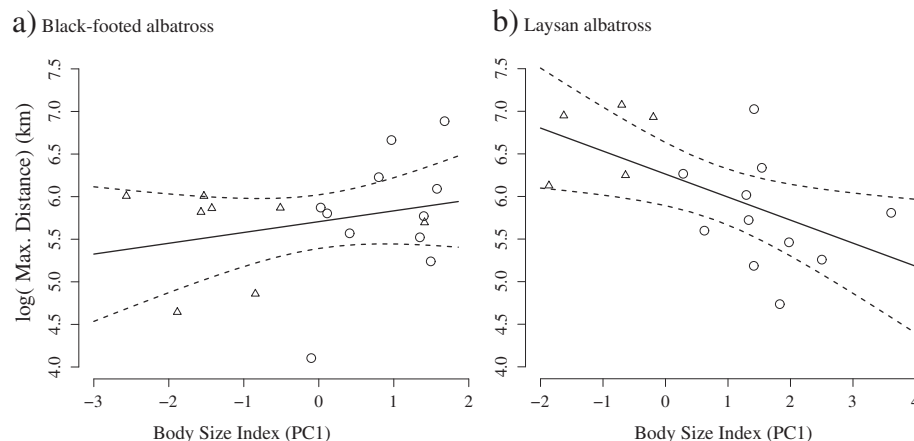 a) Black-footed albatross
b) Laysan albatross
log( Max. Distance) (km)
7.5
7.0
6.5
6.0
5.5
5.0
4.5
4.0
−3 −2 −1 0 1 2
Body Size Index (PC1)
7.5
7.0
6.5
6.0
5.5
5.0
4.5
4.0
−2 −1 0 1 2 3 4
Body Size Index (PC1)